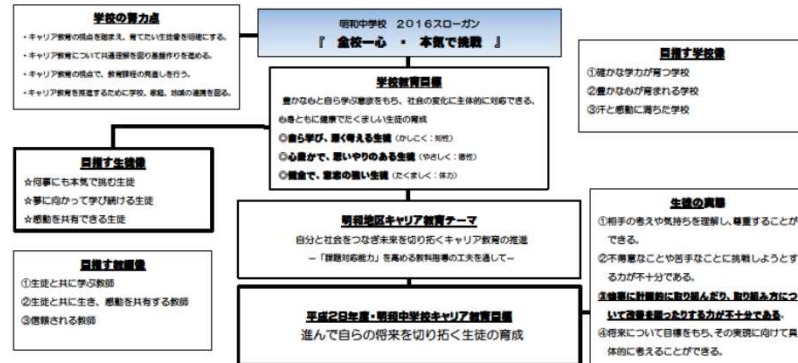 学校の努力点
・キャリア教育の視点を踏まえ、育てたい生徒像を明確にする。
・キャリア教育について共通理解を図り基盤作りを進める。
・キャリア教育の視点で、教育課程の見直しを行う。
・キャリア教育を推進するために学校、家庭、地域の連携を図る。
明和中学校 2016スローガン
『 全校一心 ・ 本気で挑戦 』
目指す学校像
①確かな学力が育つ学校
②豊かな心が育まれる学校
③汗と感動に満ちた学校
学校教育目標
豊かな心と自ら学ぶ意欲をもち、社会の変化に主体的に対応できる、
心身ともに健康でたくましい生徒の育成
◎自ら学び、深く考える生徒（かしこく：知性）
◎心豊かで、思いやりのある生徒（やさしく：徳性）
◎健全で、意志の強い生徒（たくましく：体力）
目指す生徒像
☆何事にも本気で挑む生徒
☆夢に向かって学び続ける生徒
☆感動を共有できる生徒
明和地区キャリア教育テーマ
自分と社会をつなぎ未来を切り拓くキャリア教育の推進
－「課題対応能力」を高める教科指導の工夫を通して－
生徒の実態
①相手の考えや気持ちを理解し、尊重することが
できる。
②不得意なことや苦手なことに挑戦しようとす
る力が不十分である。
③物事に計画的に取り組んだり、取り組み方につ
いて改善を図ったりする力が不十分である。
④将来について目標をもち、その実現に向けて具
体的に考えることができる。
目指す教師像
①生徒と共に学ぶ教師
②生徒と共に生き、感動を共有する教師
③信頼される教師
平成28年度・明和中学校キャリア教育目標
進んで自らの将来を切り拓く生徒の育成